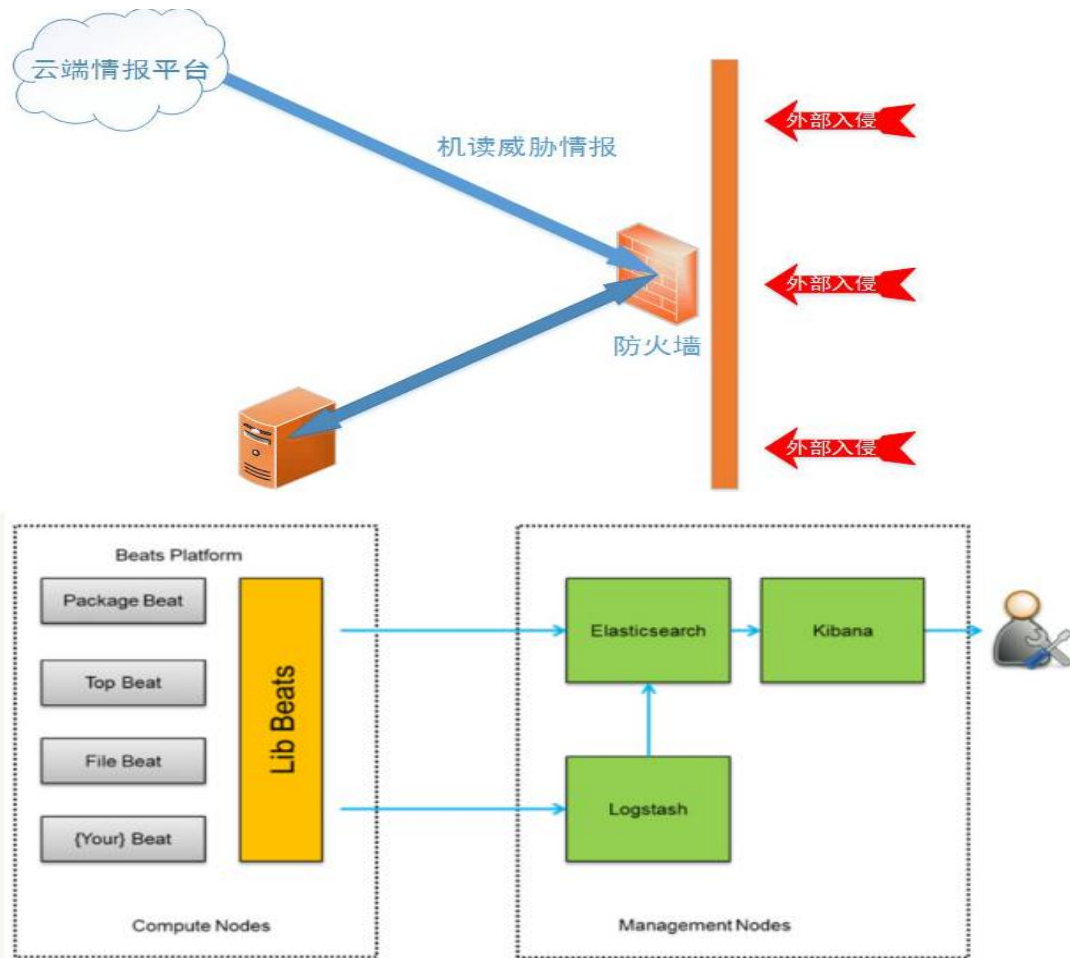 云端情报平台
机读威胁情报
外部入侵
外部入侵
防火墙
外部入侵
Beats Platform
Package Beat
Top Beat
File Beat
{Your} Beat
Lib Beats
Compute Nodes
Elasticsearch
Kibana
Logstash
Management Nodes